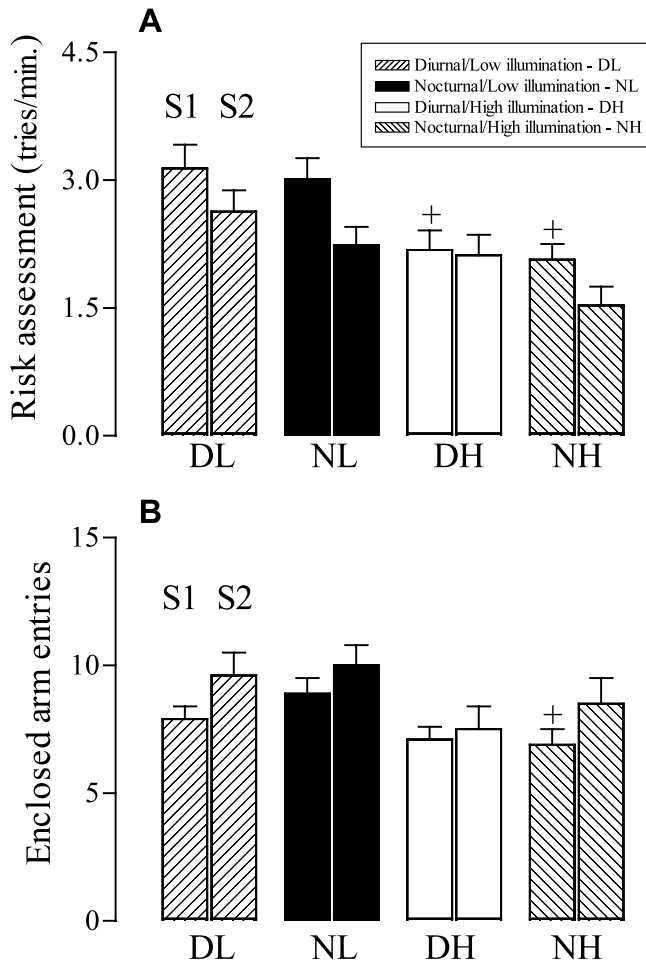 A
4.5
3.0
1.5
0.0
Risk assessment (tries/min.)
Diurnal/Low illumination - DL
Nocturnal/Low illumination - NL
Diurnal/High illumination - DH
Nocturnal/High illumination - NH
S1 S2
+ +
DL NL DH NH
B
15
10
5
0
Enclosed arm entries
S1 S2
+
DL NL DH NH